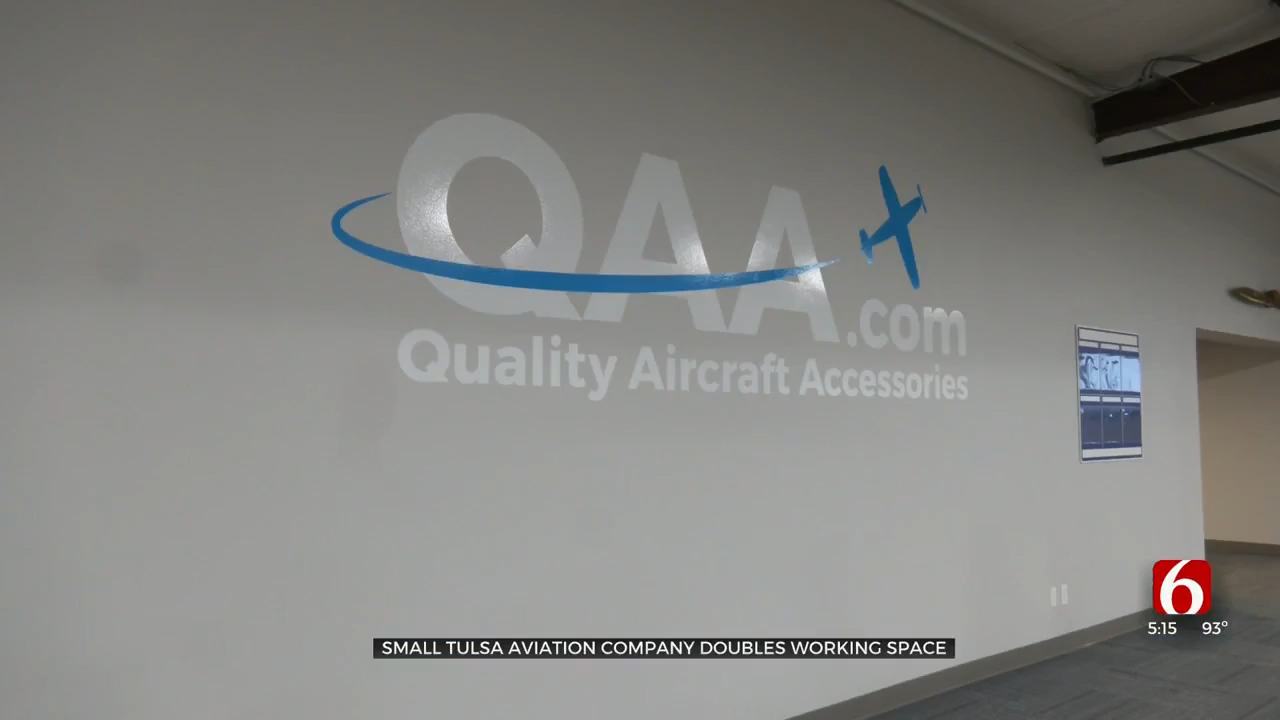 QAA
.com
Quality Aircraft Accessories
6
5:15 93°
SMALL TULSA AVIATION COMPANY DOUBLES WORKING SPACE